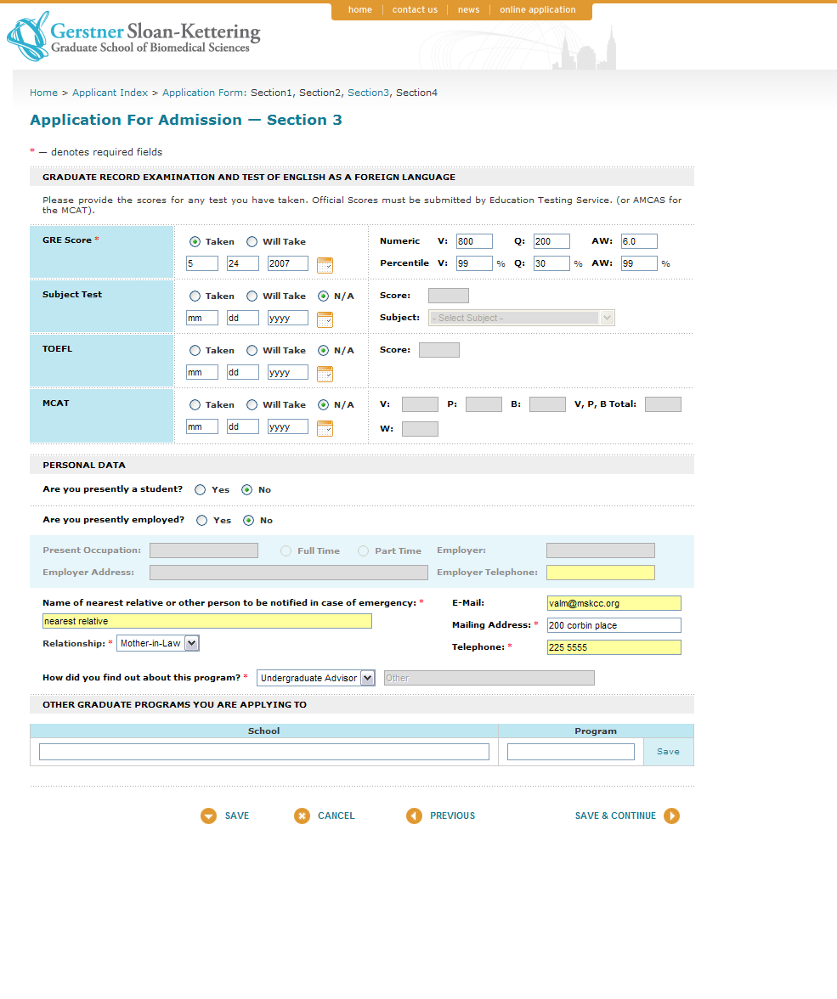 home contact us news online application
Gerstner Sloan-Kettering
Graduate School of Biomedical Sciences
Home > Applicant Index > Application Form: Section1, Section2, Section3, Section4
Application For Admission — Section 3
* — denotes required fields
GRADUATE RECORD EXAMINATION AND TEST OF ENGLISH AS A FOREIGN LANGUAGE
Please provide the scores for any test you have taken. Official Scores must be submitted by Education Testing Service. (or AMCAS for
the MCAT).
GRE Score * Taken Will Take Numeric V: 800 Q: 200 AW: 6.0
5 24 2007 Percentile V: 99 % Q: 30 % AW: 99 %
Subject Test Taken Will Take N/A Score:
mm dd yyyy Subject: - Select Subject -
TOEFL Taken Will Take N/A Score:
mm dd yyyy
MCAT Taken Will Take N/A V: P: B: V, P, B Total:
mm dd yyyy W:
PERSONAL DATA
Are you presently a student? Yes No
Are you presently employed? Yes No
Present Occupation: Full Time Part Time Employer:
Employer Address: Employer Telephone:
Name of nearest relative or other person to be notified in case of emergency: * E-Mail: valm@mskcc.org
nearest relative Mailing Address: * 200 corbin place
Relationship: * Mother-in-Law Telephone: * 225 5555
How did you find out about this program? * Undergraduate Advisor Other
OTHER GRADUATE PROGRAMS YOU ARE APPLYING TO
School Program
Save
SAVE CANCEL PREVIOUS SAVE & CONTINUE